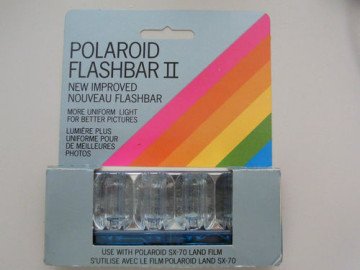 POLAROID
FLASHBAR II
NEW IMPROVED
NOUVEAU FLASHBAR
MORE UNIFORM LIGHT
FOR BETTER PICTURES
LUMIÈRE PLUS
UNIFORME POUR
DE MEILLEURES
PHOTOS
USE WITH POLAROID SX-70 LAND FILM
S'UTILISE AVEC LE FILM POLAROID LAND SX-70